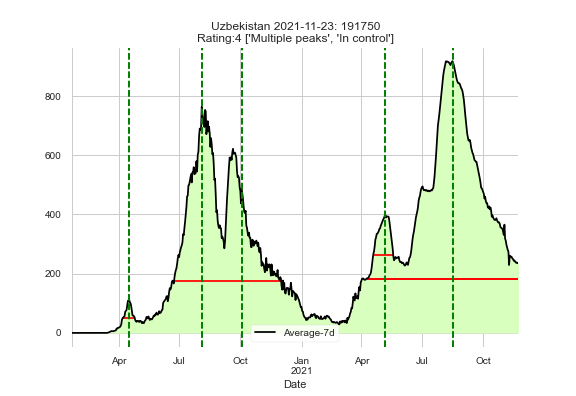 Uzbekistan 2021-11-23: 191750
Rating:4 ['Multiple peaks', 'In control']
800
600
400
200
0
Average-7d
Apr Jul Oct Jan Apr Jul Oct
2021
Date